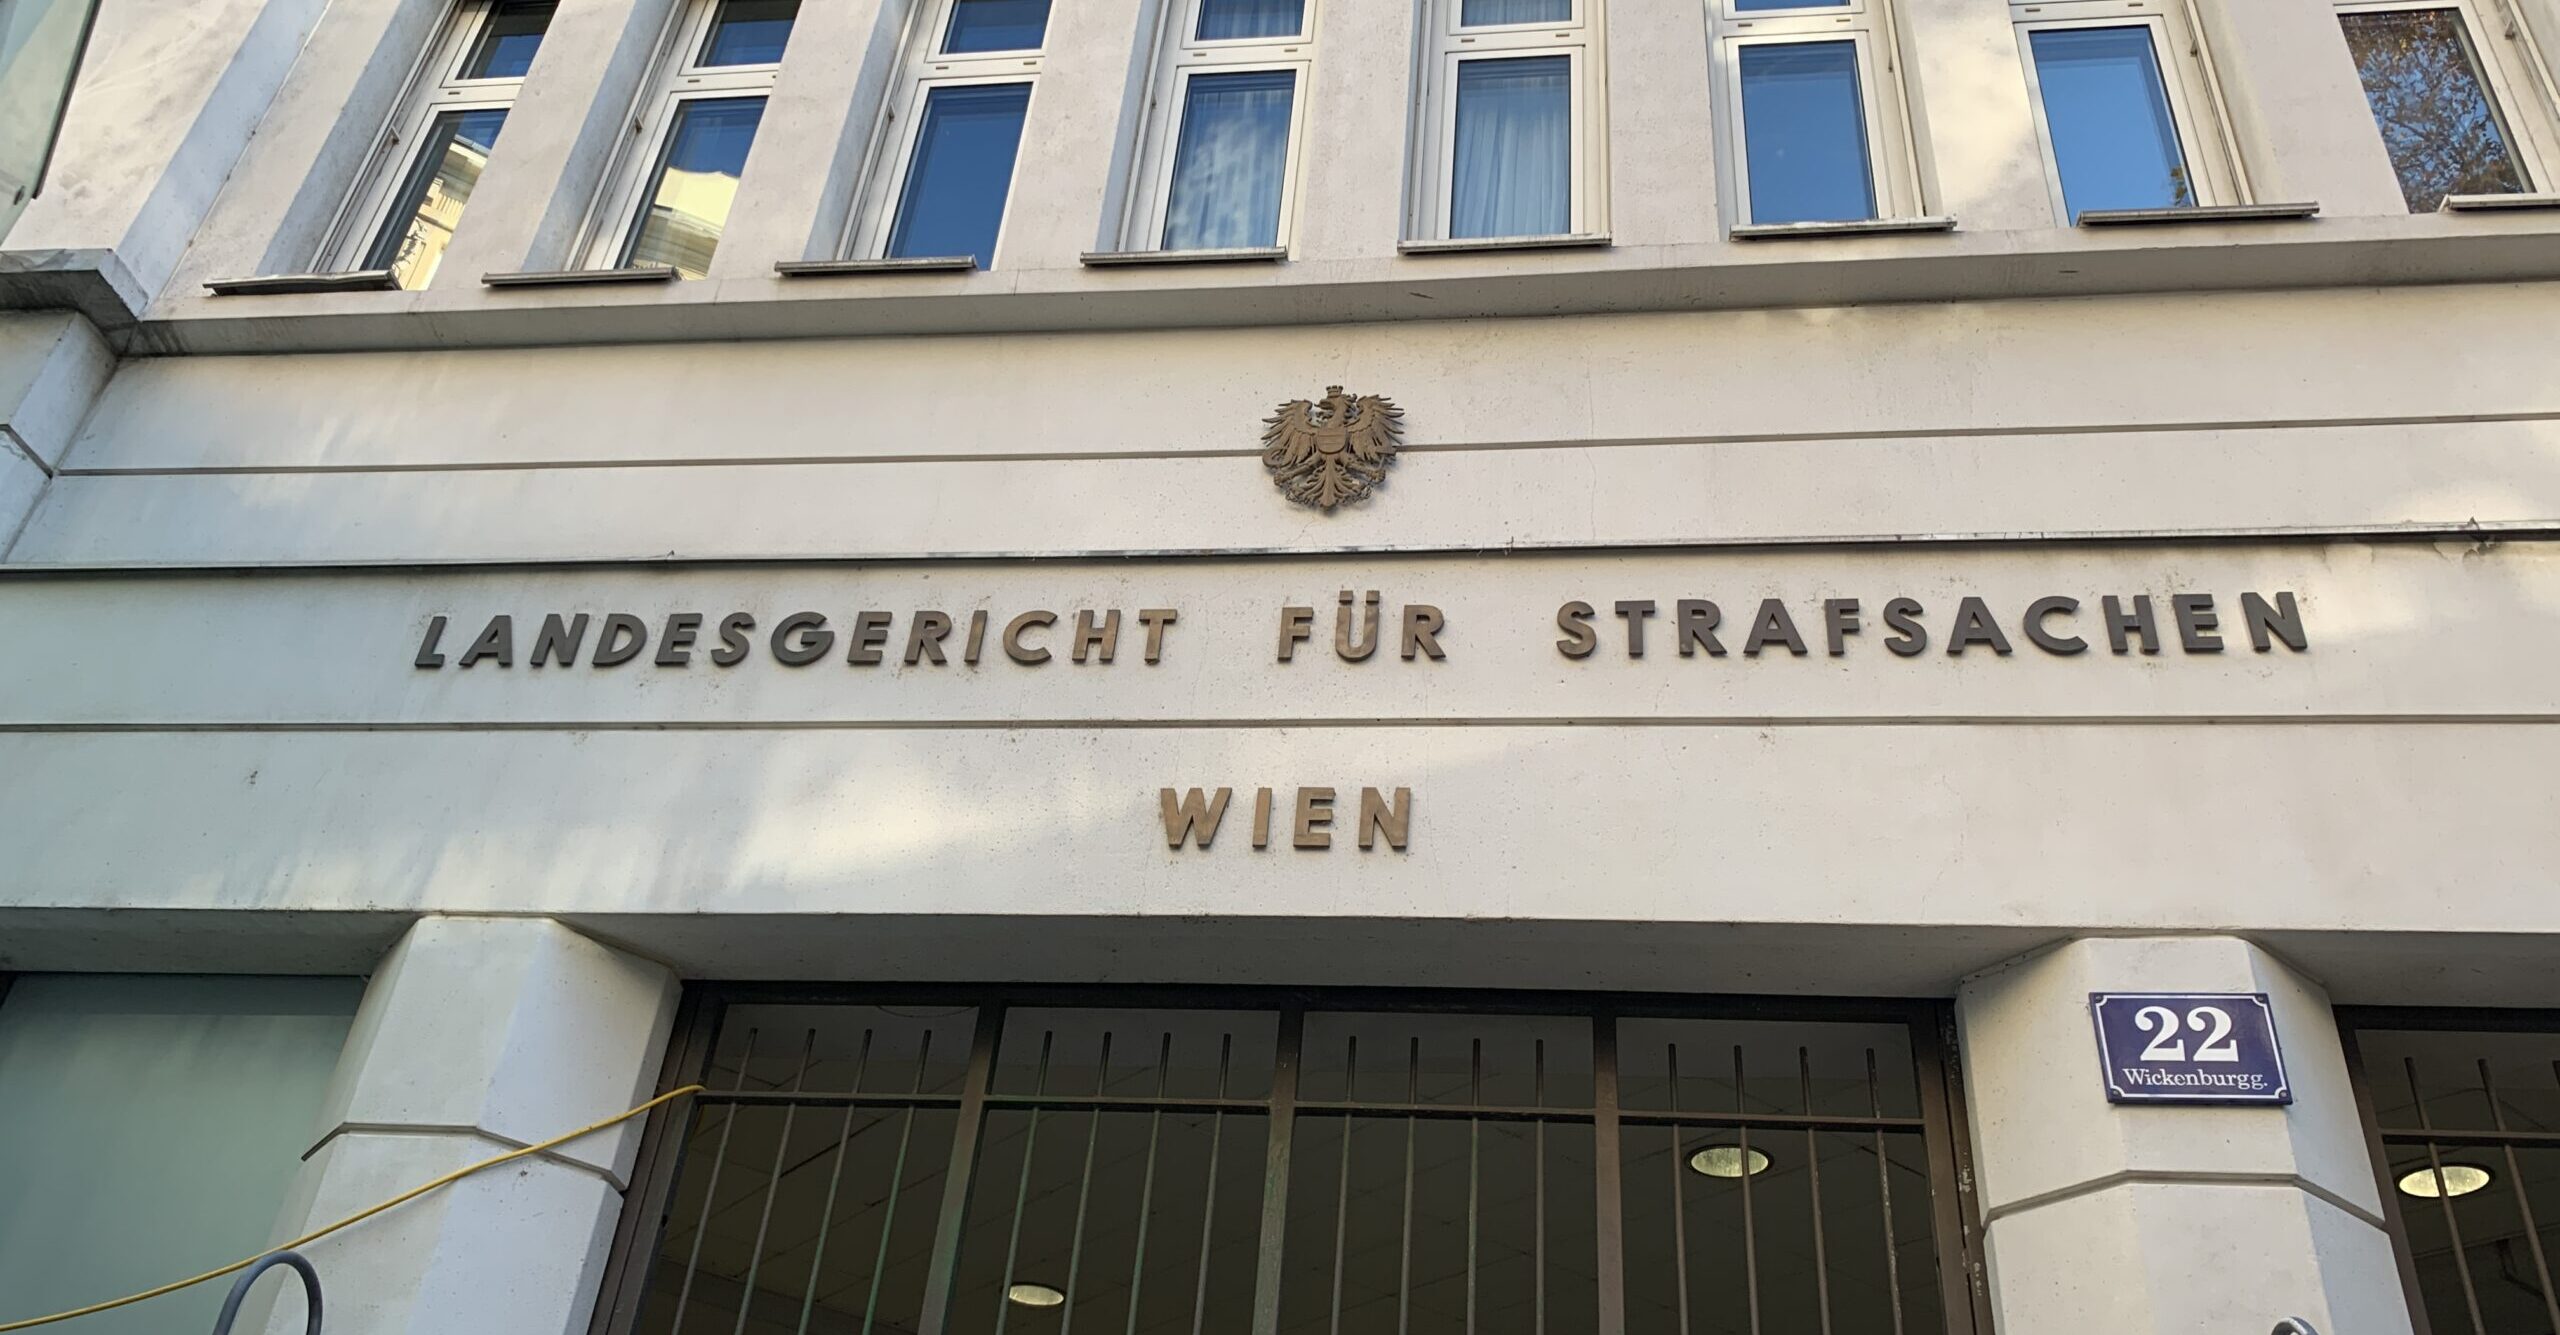 LANDESGERICHT FÜR STRAFSACHEN
WIEN
22
Wickenburgg.